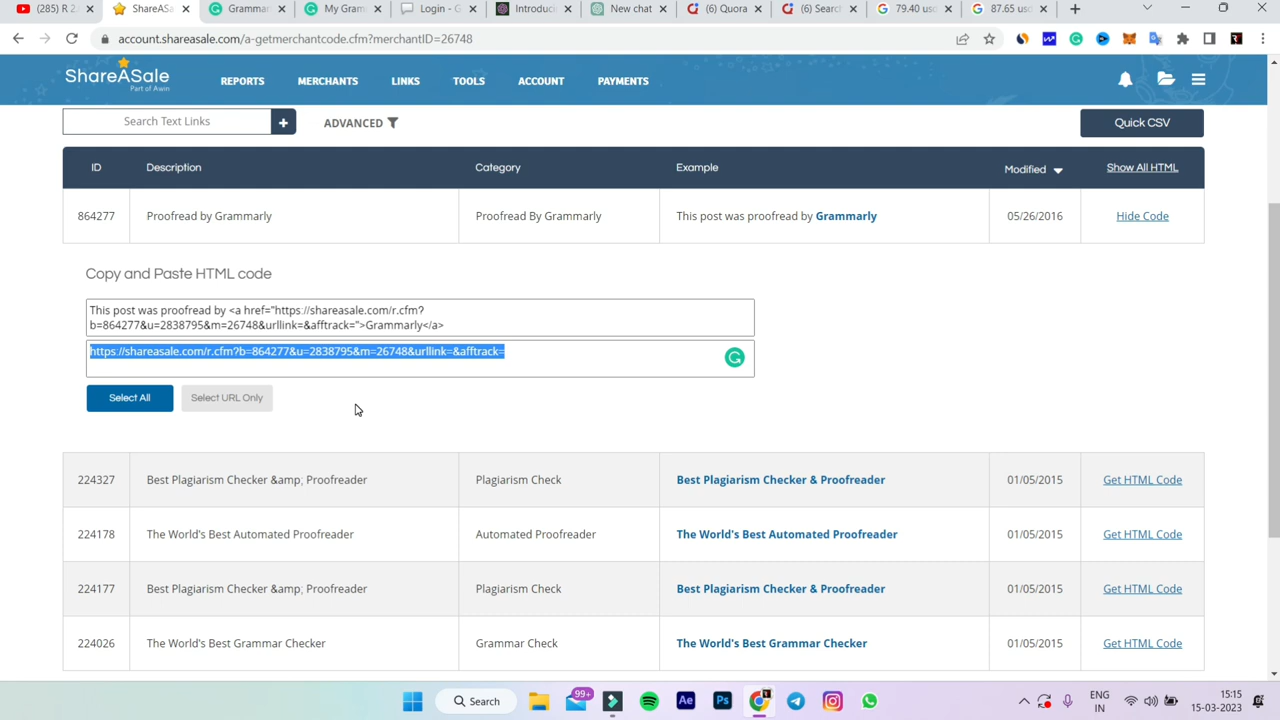 (285) R 2
ShareASa
Grammar
My Gram
Login - G
Introduc
New chat
(6) Quora
(6) Searc
79.40 usd
87.65 usd
account.shareasale.com/a-getmerchantcode.cfm?merchantID=26748
ShareASale
Part of Awin
REPORTS MERCHANTS LINKS TOOLS ACCOUNT PAYMENTS
Search Text Links + ADVANCED Quick CSV
ID Description Category Example Modified Show All HTML
864277 Proofread by Grammarly Proofread By Grammarly This post was proofread by Grammarly 05/26/2016 Hide Code
Copy and Paste HTML code
This post was proofread by <a href="https://shareasale.com/r.cfm?
b=864277&u=2838795&m=26748&urllink=&afftrack=">Grammarly</a>
https://shareasale.com/r.cfm?b=864277&u=2838795&m=26748&urllink=&afftrack=
Select All Select URL Only
224327 Best Plagiarism Checker &amp; Proofreader Plagiarism Check Best Plagiarism Checker & Proofreader 01/05/2015 Get HTML Code
224178 The World's Best Automated Proofreader Automated Proofreader The World's Best Automated Proofreader 01/05/2015 Get HTML Code
224177 Best Plagiarism Checker &amp; Proofreader Plagiarism Check Best Plagiarism Checker & Proofreader 01/05/2015 Get HTML Code
224026 The World's Best Grammar Checker Grammar Check The World's Best Grammar Checker 01/05/2015 Get HTML Code
Search 99+ Ae Ps ENG 15:15
IN 15-03-2023